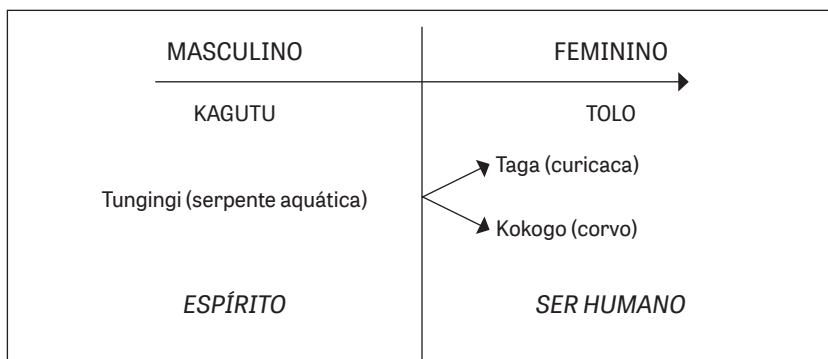 MASCULINO FEMININO
KAGUTU TOLO
Taga (curicaca)
Tungingi (serpente aquática)
Kokogo (corvo)
ESPÍRITO SER HUMANO